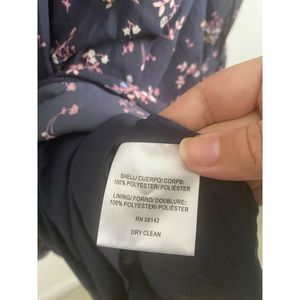 SHELL/ CUERPO/ CORPS:
100% POLYESTER/ POLIÉSTER
LINING/ FORRO/ DOUBLURE:
100% POLYESTER/ POLIÉSTER
RN 58142
DRY CLEAN